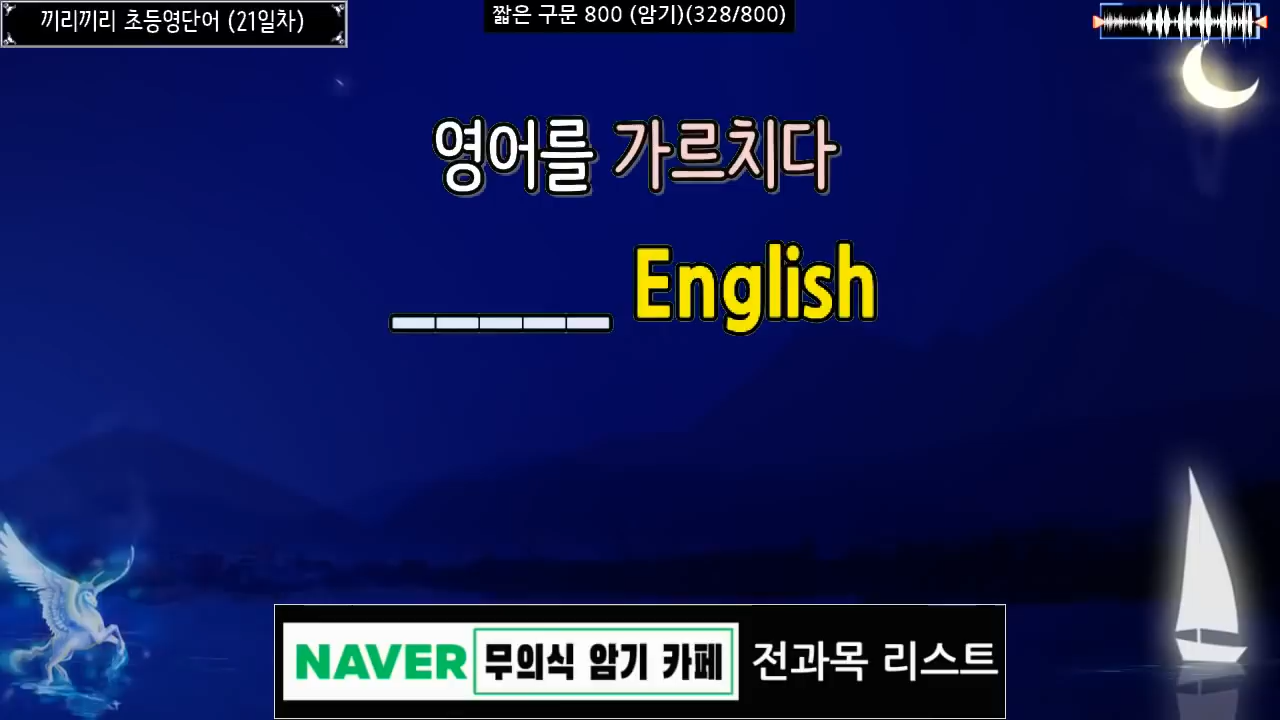 끼리끼리 초등영단어 (21일차)
짧은 구문 800 (암기)(328/800)
영어를 가르치다
_____ English
NAVER 무의식 암기 카페 전과목 리스트